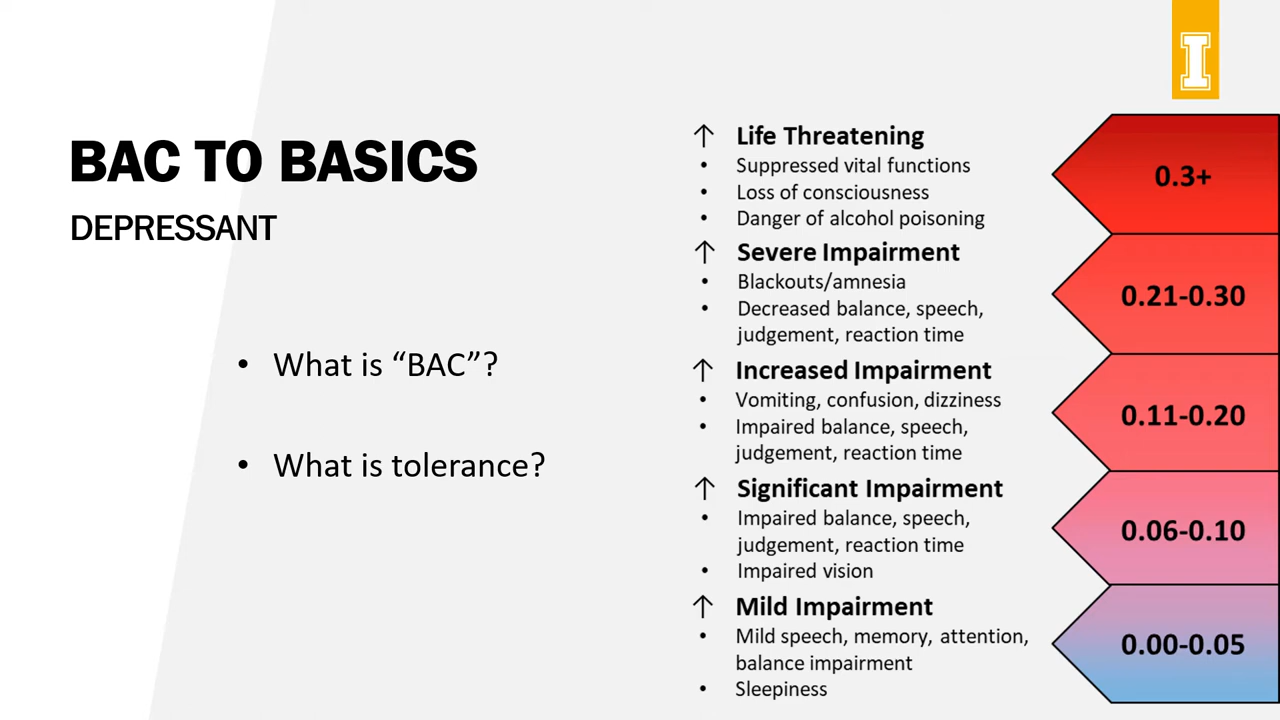 I
BAC TO BASICS
DEPRESSANT
• What is “BAC”?
• What is tolerance?
↑ Life Threatening
• Suppressed vital functions
• Loss of consciousness
• Danger of alcohol poisoning
0.3+
↑ Severe Impairment
• Blackouts/amnesia
• Decreased balance, speech,
judgement, reaction time
0.21-0.30
↑ Increased Impairment
• Vomiting, confusion, dizziness
• Impaired balance, speech,
judgement, reaction time
0.11-0.20
↑ Significant Impairment
• Impaired balance, speech,
judgement, reaction time
• Impaired vision
0.06-0.10
↑ Mild Impairment
• Mild speech, memory, attention,
balance impairment
• Sleepiness
0.00-0.05